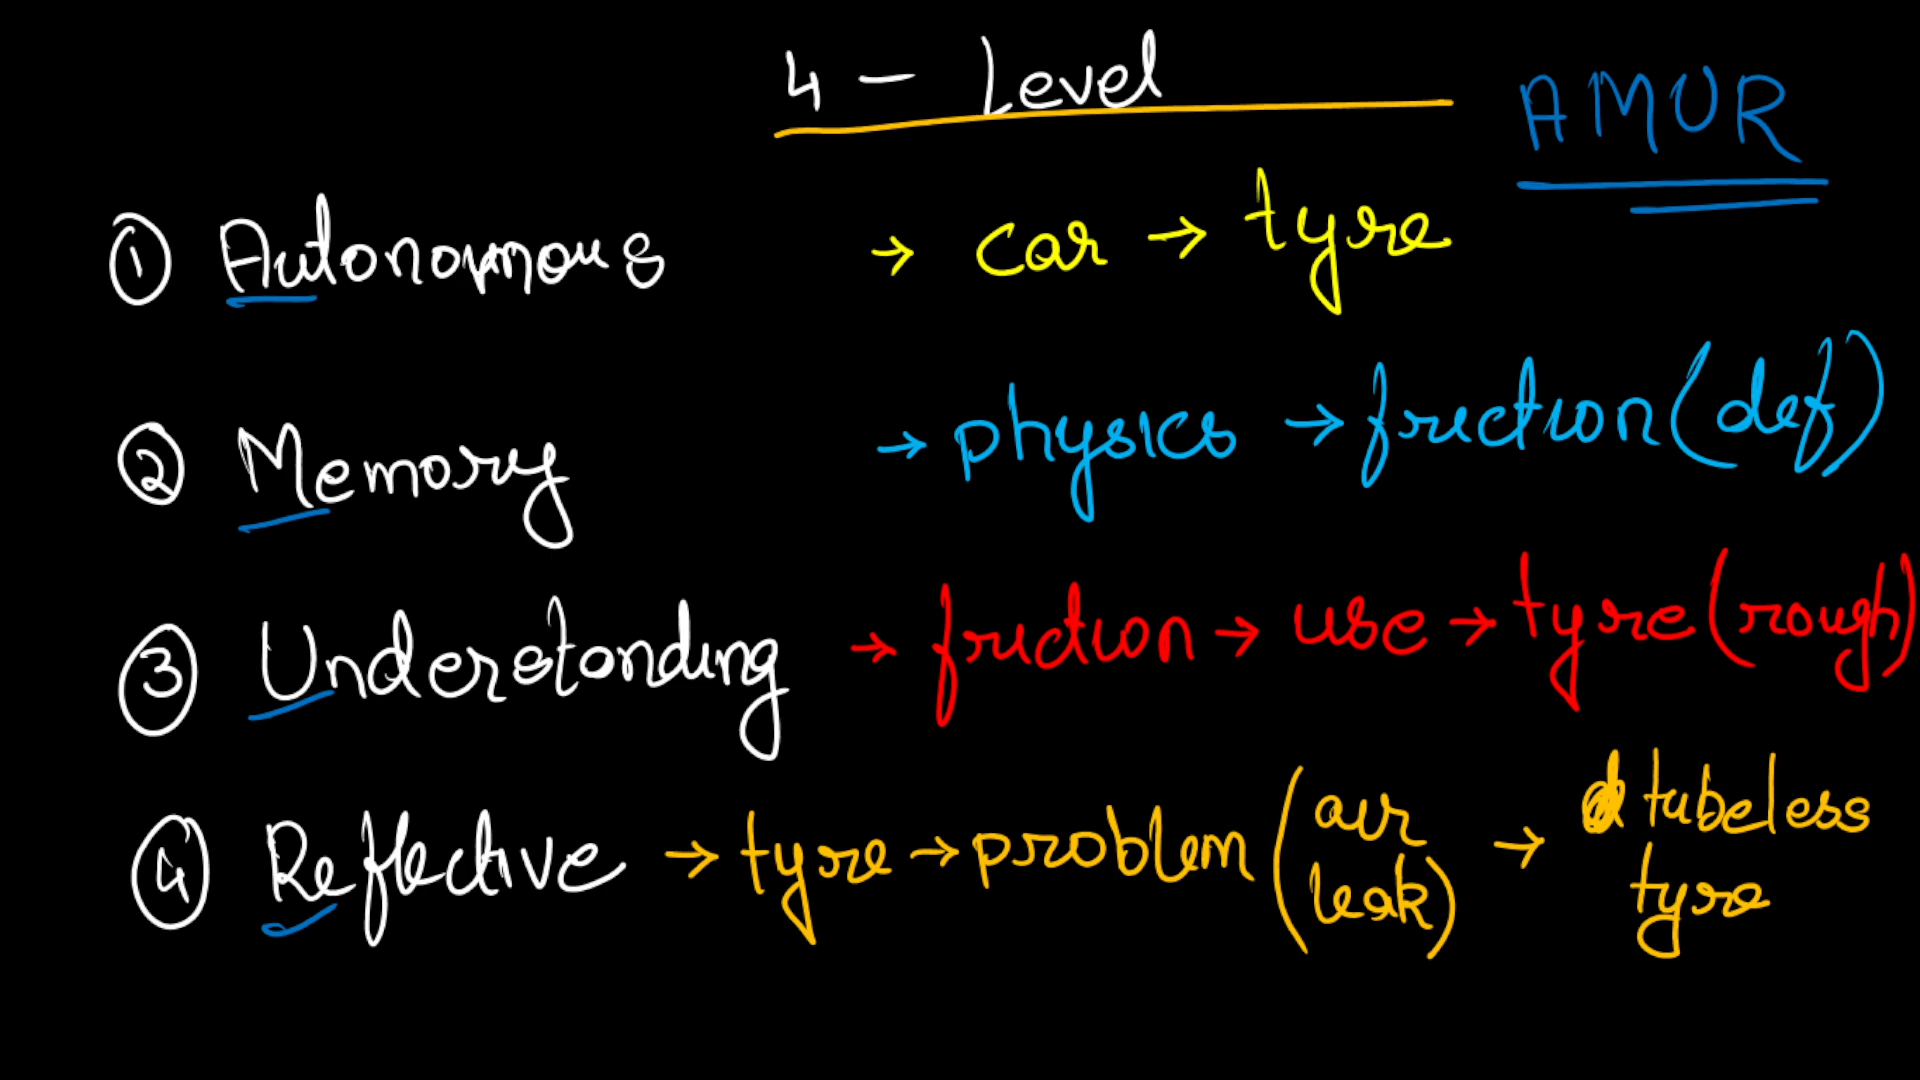 4 - Level
AMUR
① Autonomous → car → tyre
② Memory → physics → friction (def)
③ Understanding → friction → use → tyre (rough)
④ Reflective → tyre → problem (air leak) → tubeless tyre